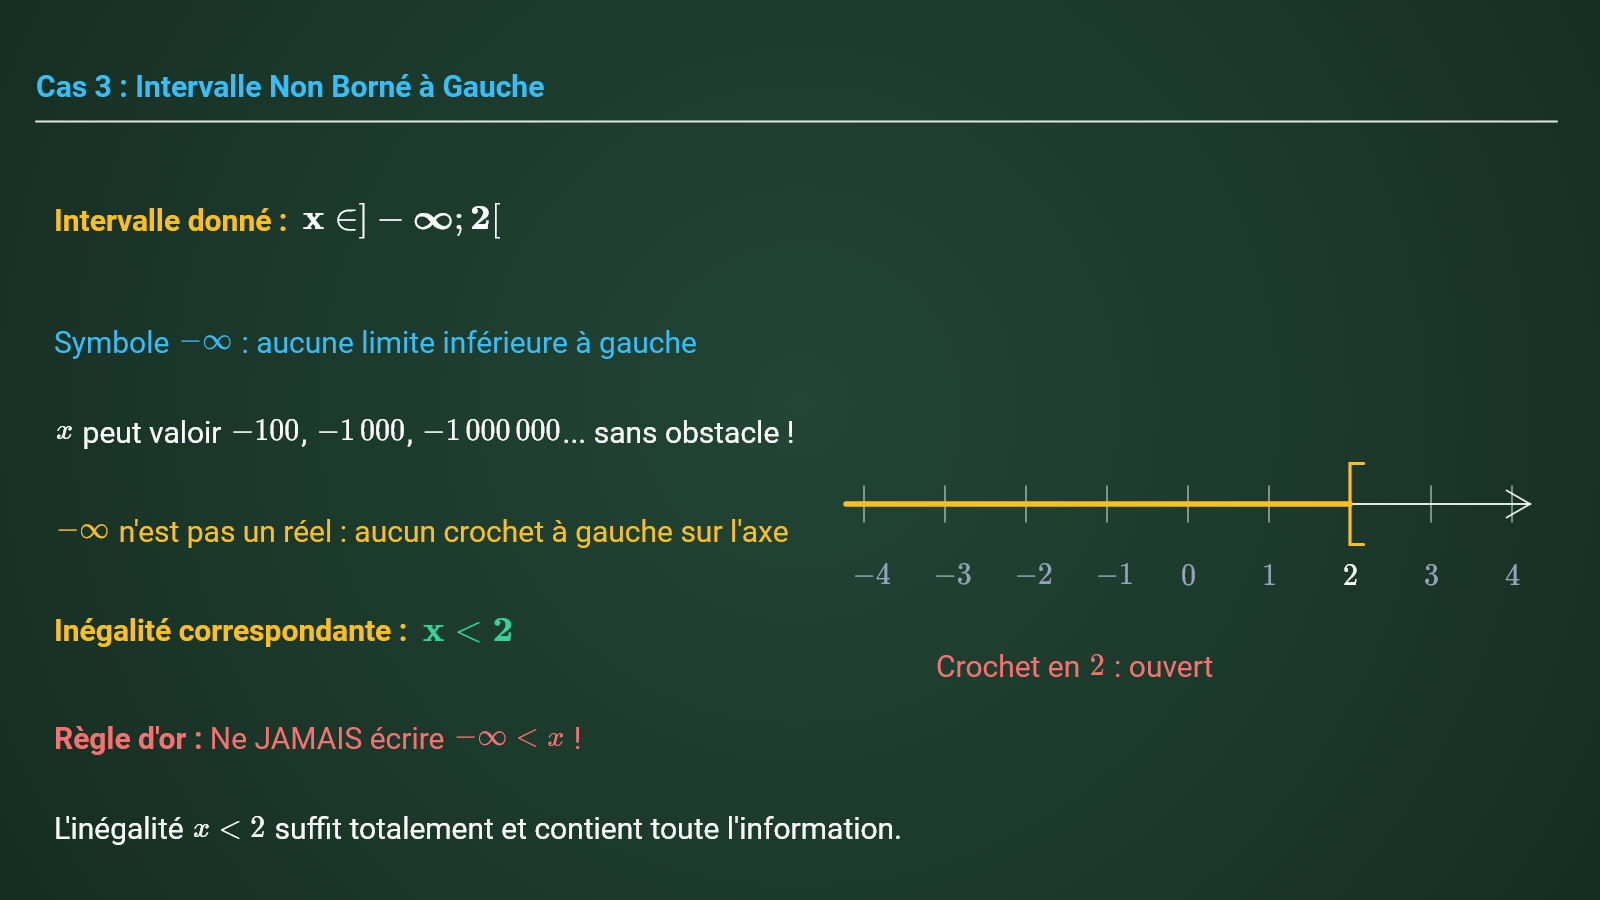 Cas 3 : Intervalle Non Borné à Gauche
Intervalle donné : x ∈] − ∞; 2[
Symbole −∞ : aucune limite inférieure à gauche
x peut valoir −100, −1 000, −1 000 000... sans obstacle !
−∞ n'est pas un réel : aucun crochet à gauche sur l'axe
−4 −3 −2 −1 0 1 2 3 4
Inégalité correspondante : x < 2
Crochet en 2 : ouvert
Règle d'or : Ne JAMAIS écrire −∞ < x !
L'inégalité x < 2 suffit totalement et contient toute l'information.